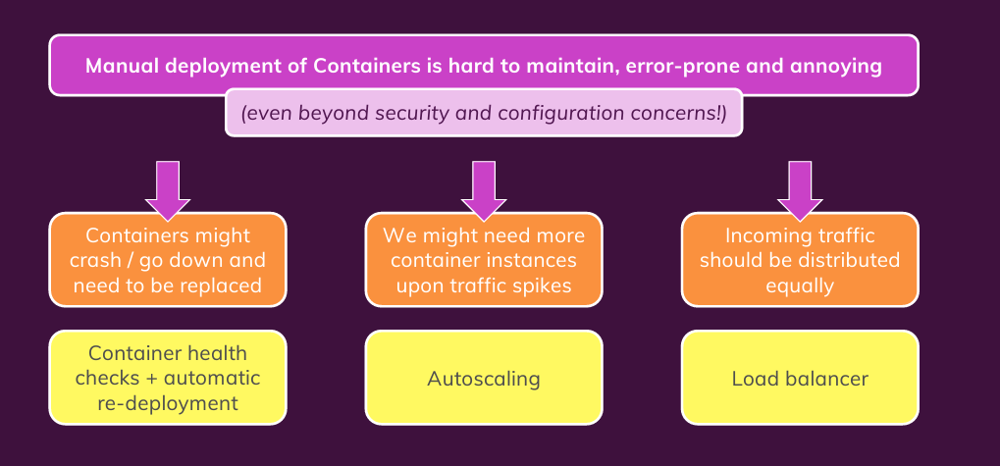 Manual deployment of Containers is hard to maintain, error-prone and annoying
(even beyond security and configuration concerns!)
Containers might
crash / go down and
need to be replaced
We might need more
container instances
upon traffic spikes
Incoming traffic
should be distributed
equally
Container health
checks + automatic
re-deployment
Autoscaling
Load balancer